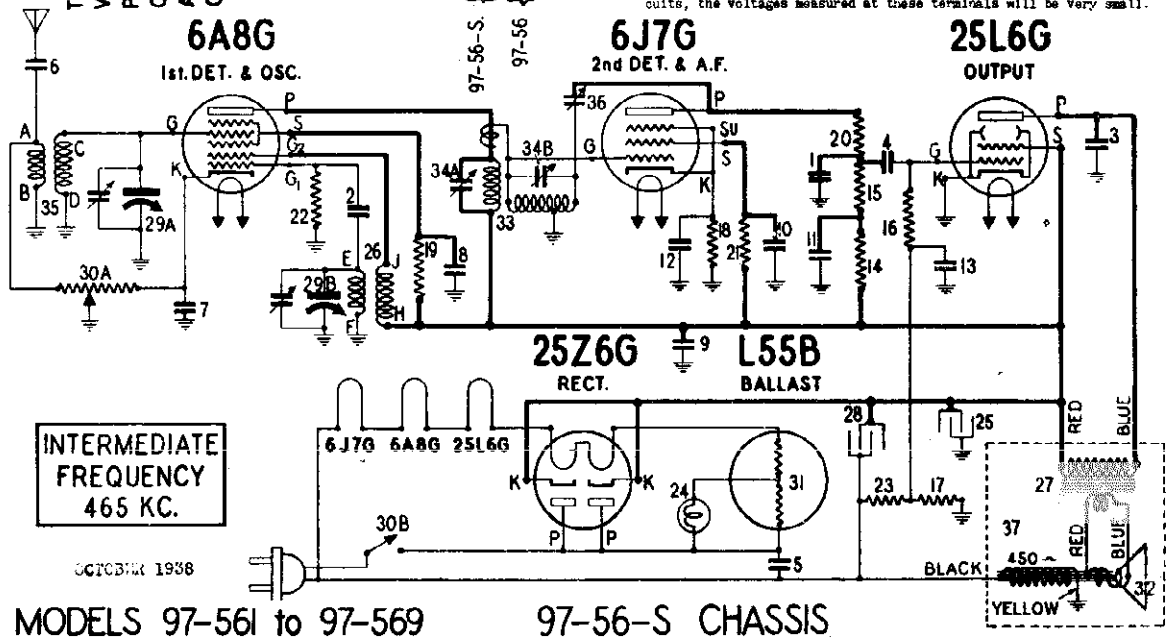 cuits, the voltages measured at these terminals will be very small.
97-56-S.
97-56
6A8G
1st. DET. & OSC.
6J7G
2nd DET. & A.F.
25L6G
OUTPUT
6
P
S
G2
G1
G
K
A
B
C
D
35
29A
30A
7
22
2
E
F
26
J
H
29B
19
8
34A
34B
33
36
G
P
SU
S
K
12
18
21
10
20
1
15
11
14
4
16
13
G
K
P
S
3
9
25Z6G
RECT.
L55B
BALLAST
6J7G 6A8G 25L6G
K
K
P
P
30B
24
31
5
28
25
23
17
RED
BLUE
27
37
450~
RED
BLUE
32
BLACK
YELLOW
INTERMEDIATE
FREQUENCY
465 KC.
OCTOBER 1938
MODELS 97-561 to 97-569
97-56-S CHASSIS